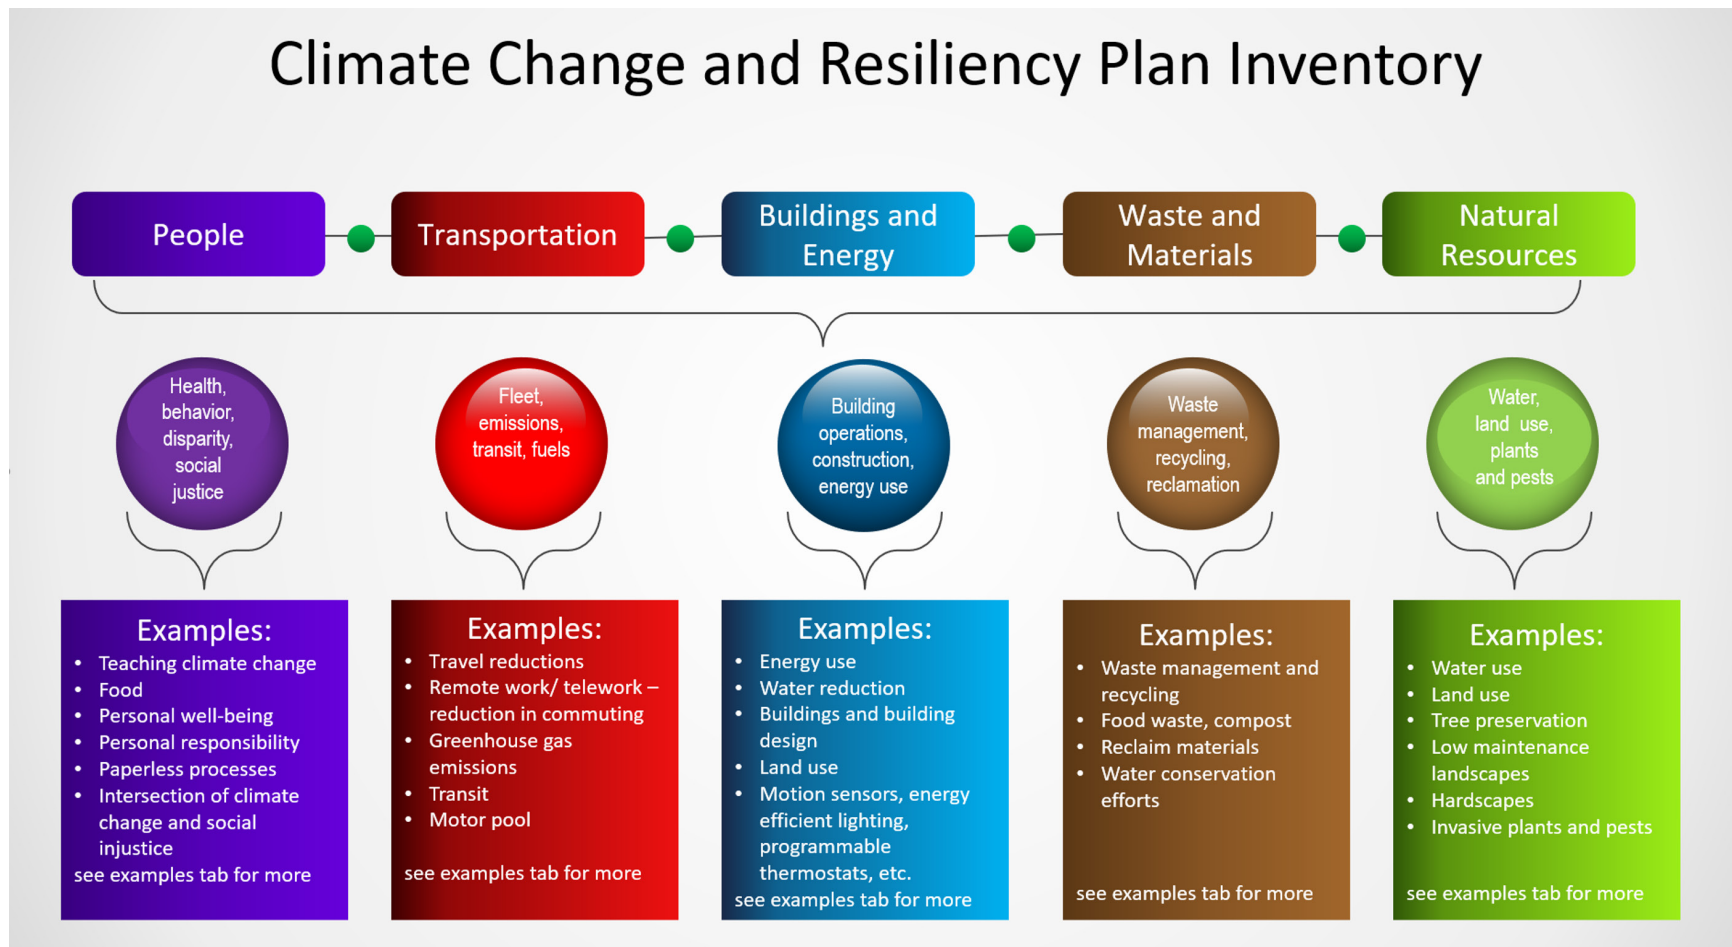 Climate Change and Resiliency Plan Inventory
People
Transportation
Buildings and
Energy
Waste and
Materials
Natural
Resources
Health,
behavior,
disparity,
social
justice
Fleet,
emissions,
transit, fuels
Building
operations,
construction,
energy use
Waste
management,
recycling,
reclamation
Water,
land use,
plants
and pests
Examples:
• Teaching climate change
• Food
• Personal well-being
• Personal responsibility
• Paperless processes
• Intersection of climate
change and social
injustice
see examples tab for more
Examples:
• Travel reductions
• Remote work/ telework –
reduction in commuting
• Greenhouse gas
emissions
• Transit
• Motor pool
see examples tab for more
Examples:
• Energy use
• Water reduction
• Buildings and building
design
• Land use
• Motion sensors, energy
efficient lighting,
programmable
thermostats, etc.
see examples tab for more
Examples:
• Waste management and
recycling
• Food waste, compost
• Reclaim materials
• Water conservation
efforts
see examples tab for more
Examples:
• Water use
• Land use
• Tree preservation
• Low maintenance
landscapes
• Hardscapes
• Invasive plants and pests
see examples tab for more